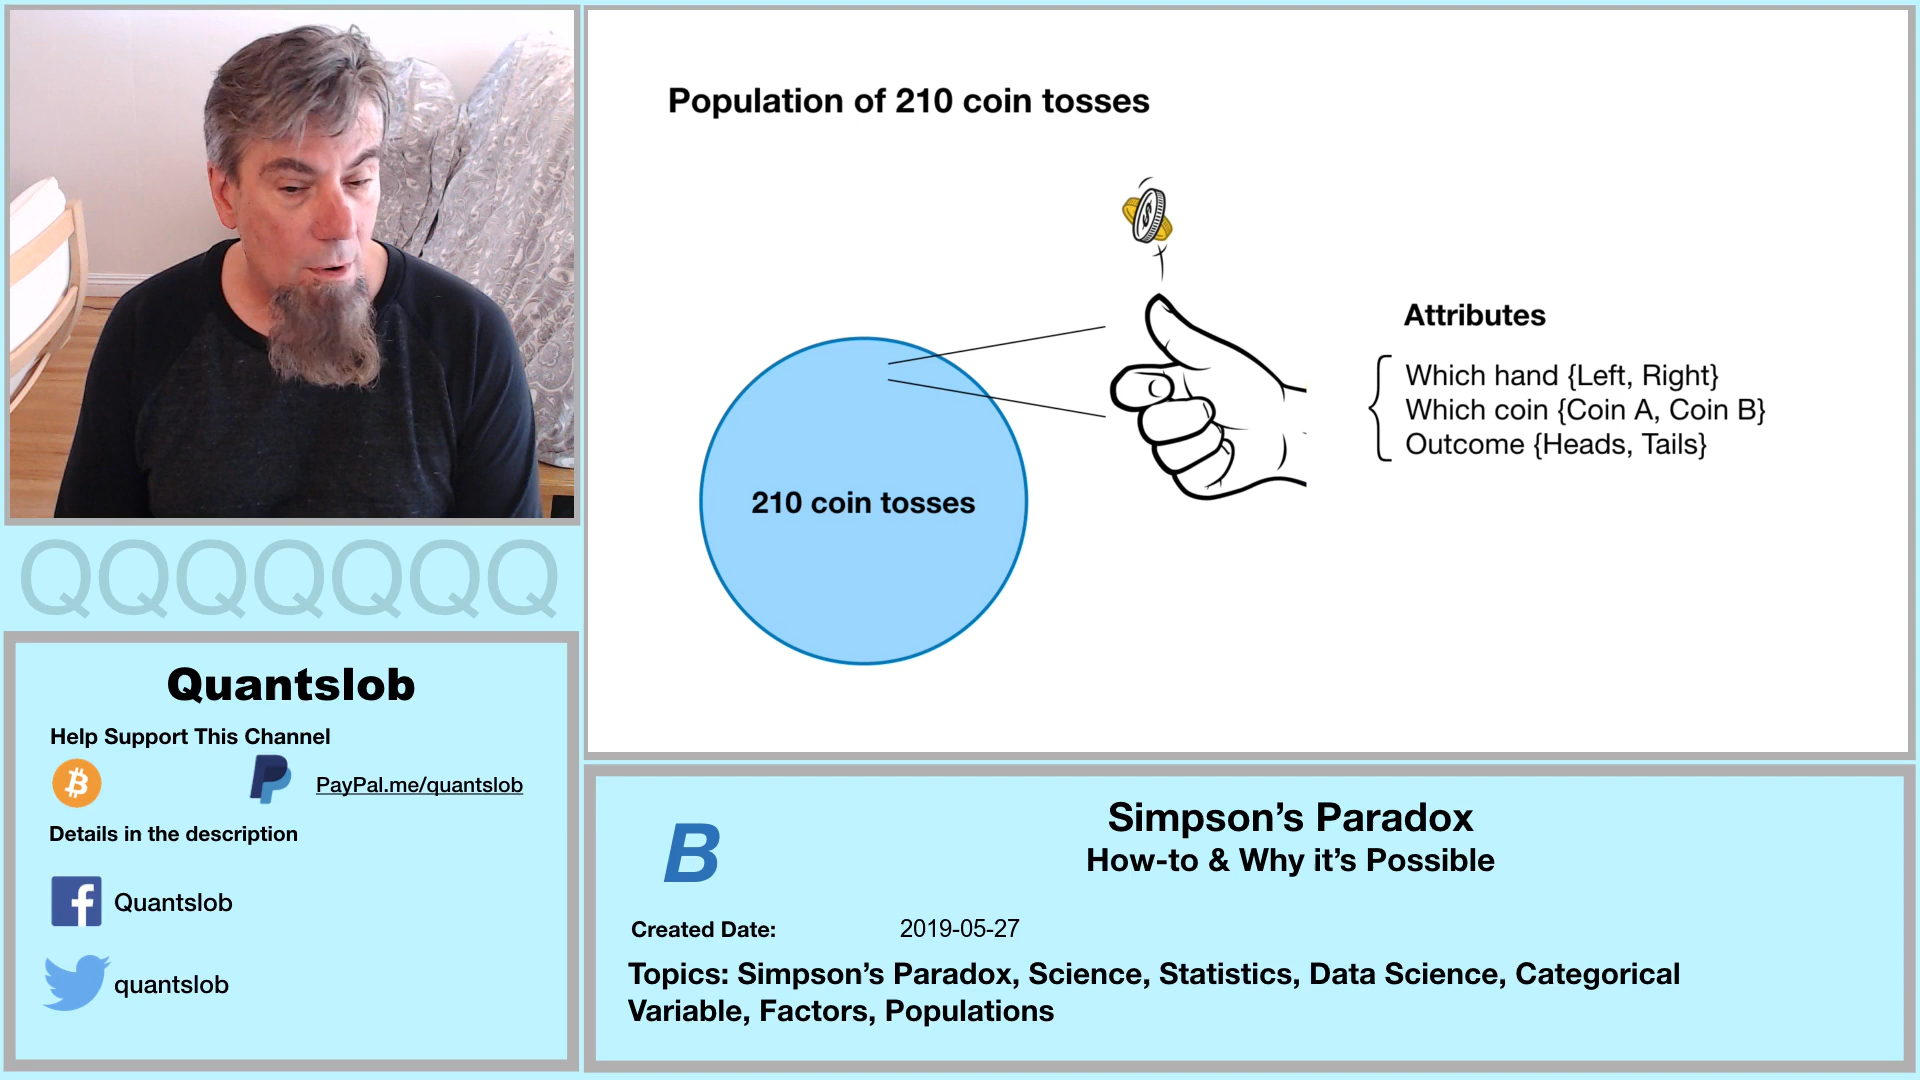 Population of 210 coin tosses
Attributes
Which hand {Left, Right}
Which coin {Coin A, Coin B}
Outcome {Heads, Tails}
210 coin tosses
QQQQQQQ
Quantslob
Help Support This Channel
PayPal.me/quantslob
Details in the description
Quantslob
quantslob
B
Simpson’s Paradox
How-to & Why it’s Possible
Created Date: 2019-05-27
Topics: Simpson’s Paradox, Science, Statistics, Data Science, Categorical
Variable, Factors, Populations